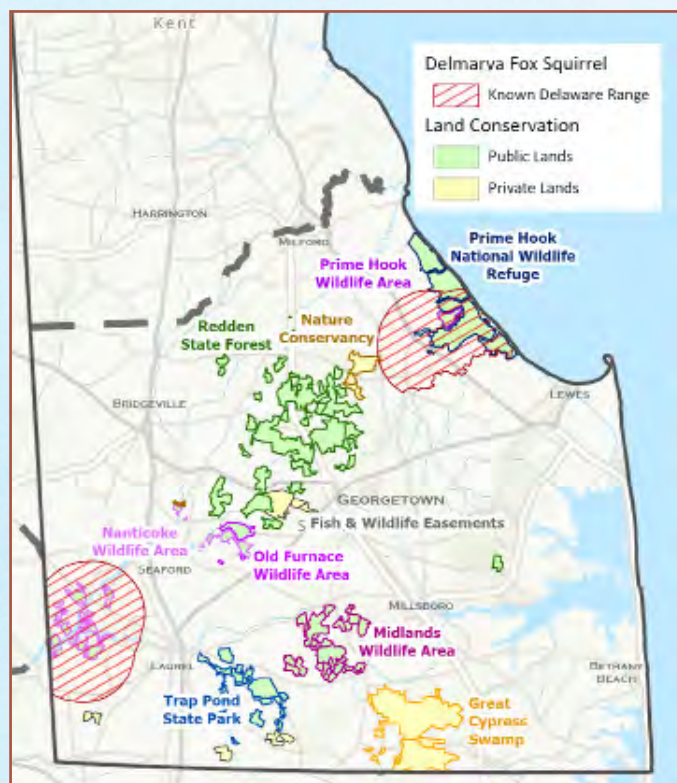 Kent
Delmarva Fox Squirrel
Known Delaware Range
Land Conservation
Public Lands
Private Lands
HARRINGTON
MILFORD
Prime Hook
National Wildlife
Refuge
Prime Hook
Wildlife Area
Redden
State Forest
Nature
Conservancy
BRIDGEVILLE
LEWES
GEORGETOWN
S
Fish & Wildlife Easements
Nanticoke
Wildlife Area
Old Furnace
Wildlife Area
SEAFORD
MILLSBORO
Midlands
Wildlife Area
LAUREL
BETHANY
BEACH
Trap Pond
State Park
Great
Cypress
Swamp